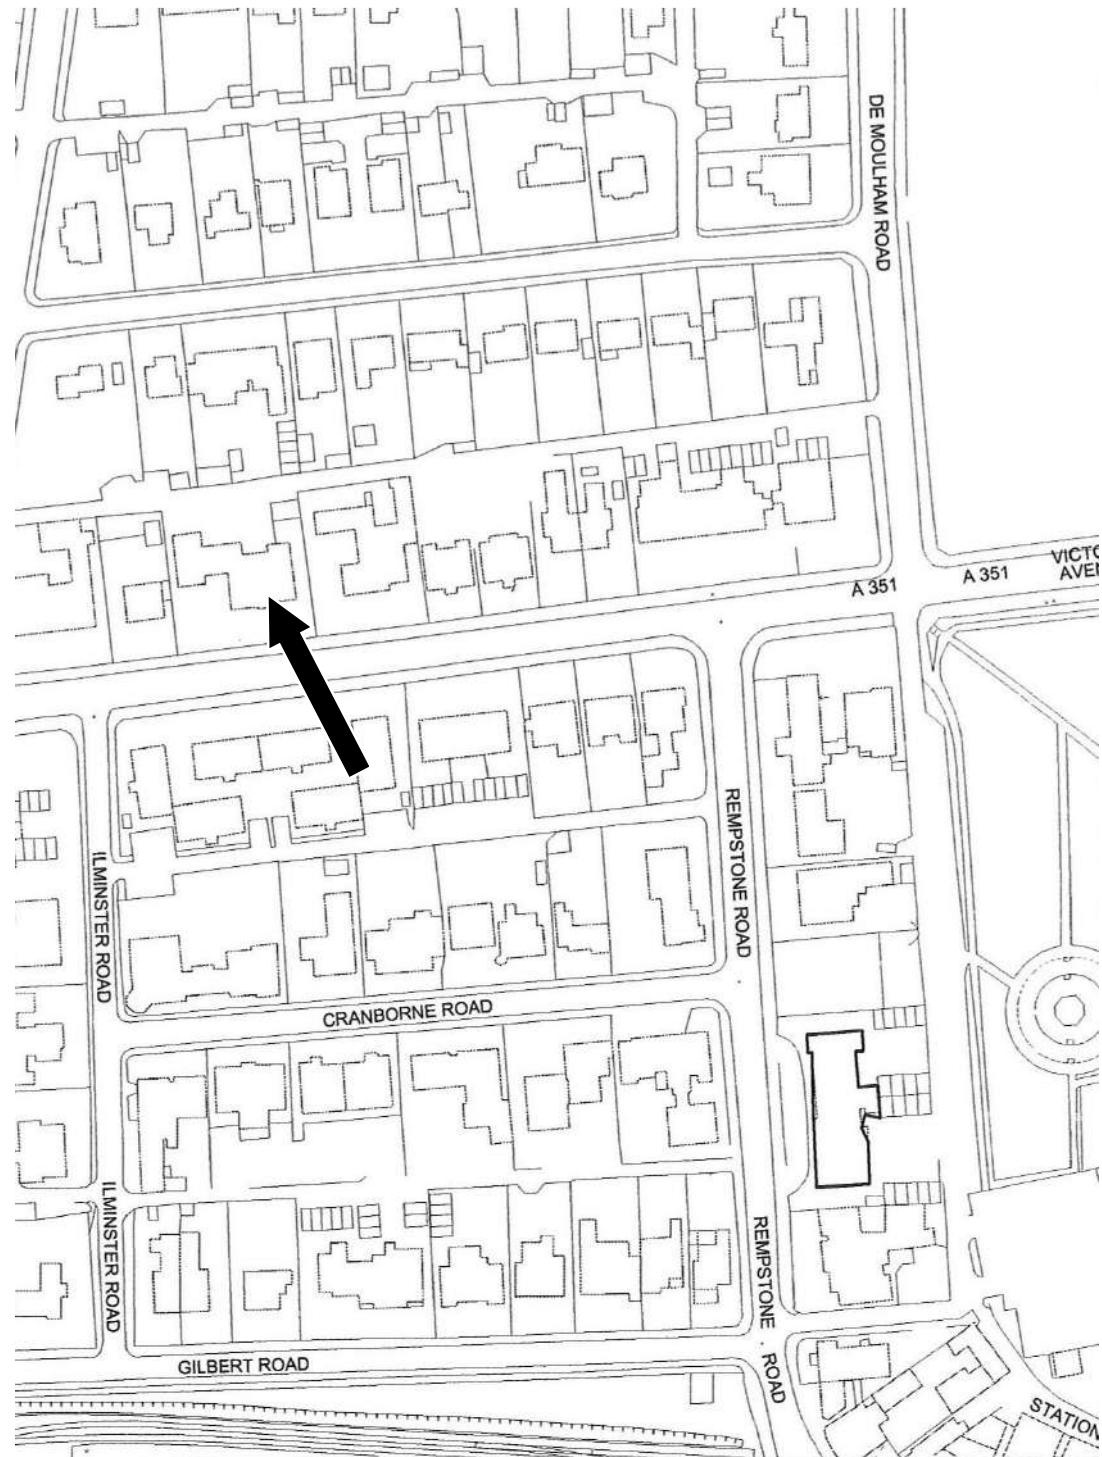 DE MOULHAM ROAD
A 351
A 351
VICTO
AVEN
REMPSTONE ROAD
ILMINSTER ROAD
CRANBORNE ROAD
ILMINSTER ROAD
REMPSTONE ROAD
GILBERT ROAD
STATION